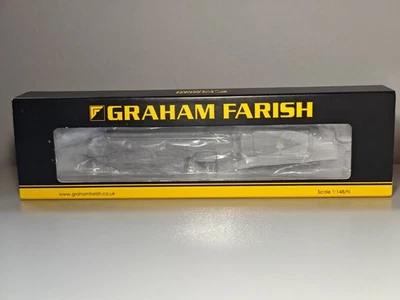 GRAHAM FARISH
www.grahamfarish.co.uk
Scale 1:148/N